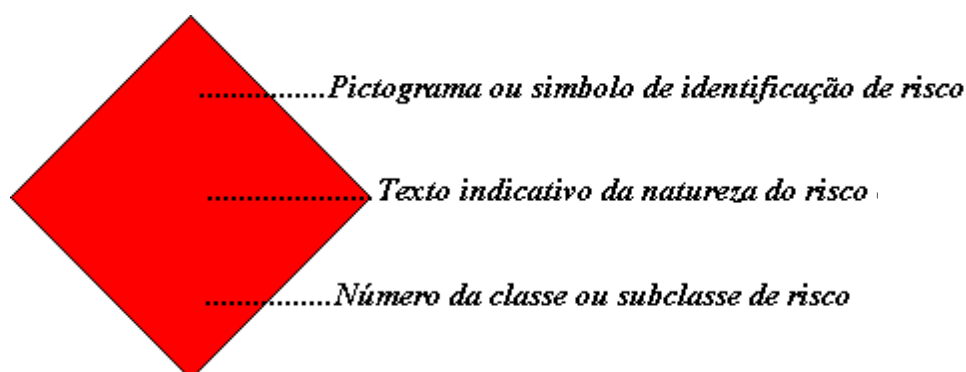 ................Pictograma ou simbolo de identificação de risco
..................... Texto indicativo da natureza do risco
................Número da classe ou subclasse de risco